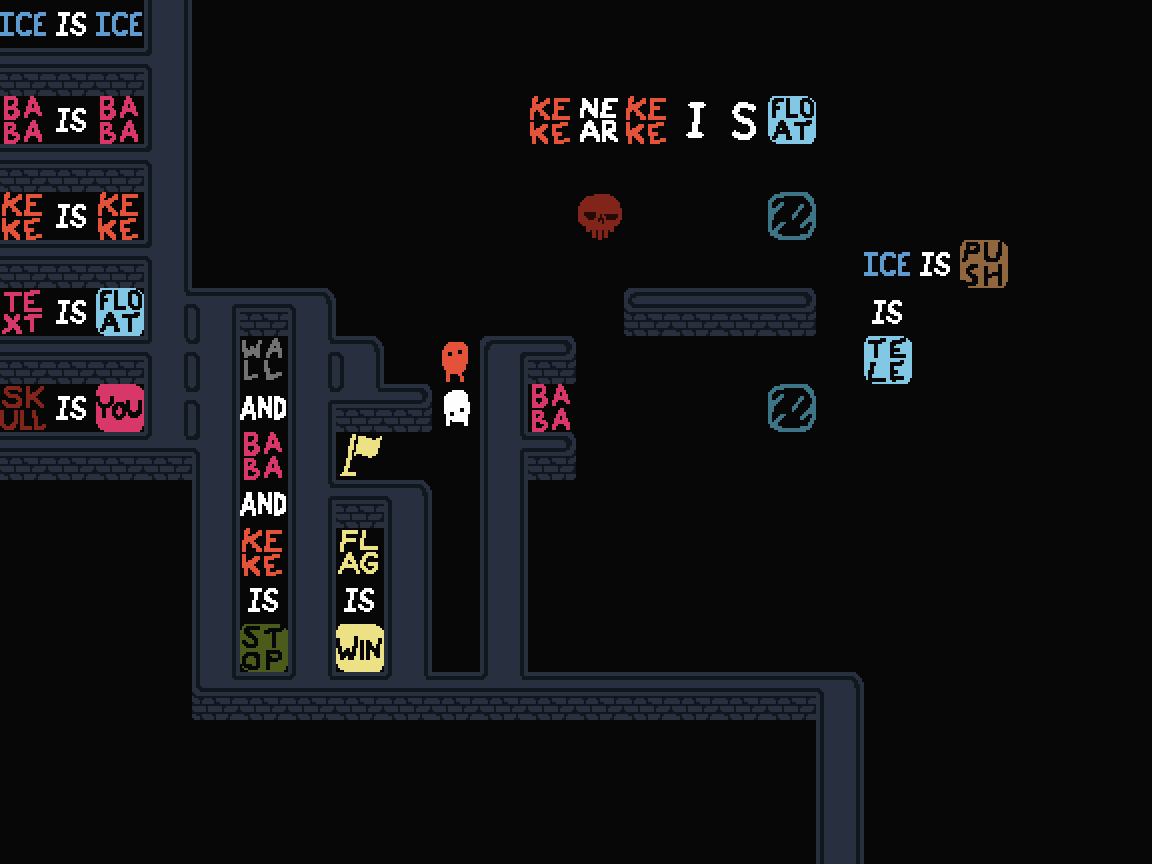 ICE IS ICE
KEKE NEAR KEKE I S FLOAT
BABA IS BABA
KEKE IS KEKE
ICE IS PUSH
IS
TELE
TEXT IS FLOAT
SKULL IS YOU
BABA
WALL
AND
BABA
AND
KEKE
IS
STOP
FLAG
IS
WIN